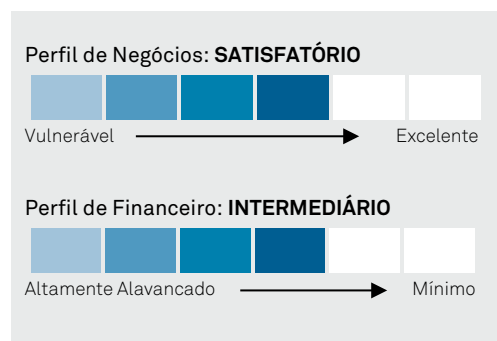 Perfil de Negócios: SATISFATÓRIO
Vulnerável Excelente
Perfil de Financeiro: INTERMEDIÁRIO
Altamente Alavancado Mínimo